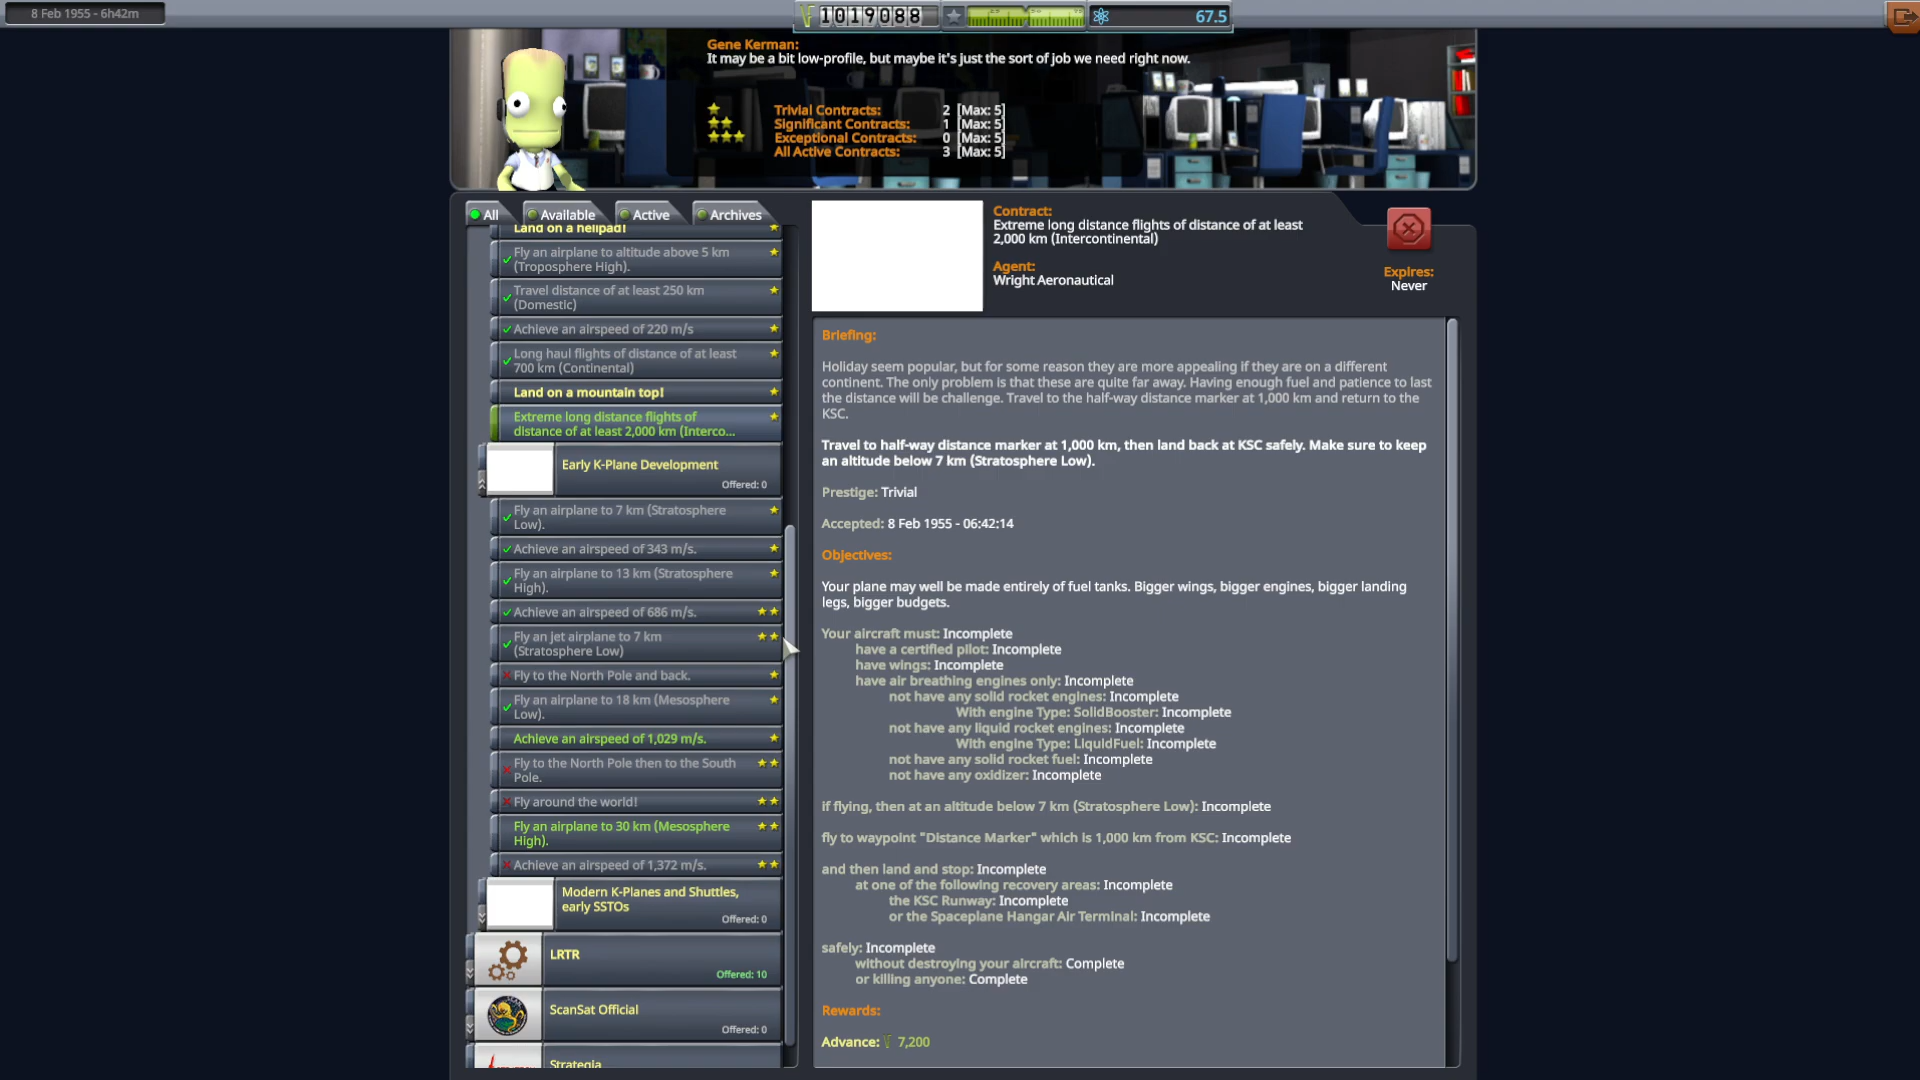 8 Feb 1955 - 6h42m
1019088
67.5
Gene Kerman:
It may be a bit low-profile, but maybe it's just the sort of job we need right now.
Trivial Contracts: 2 [Max: 5]
Significant Contracts: 1 [Max: 5]
Exceptional Contracts: 0 [Max: 5]
All Active Contracts: 3 [Max: 5]
All
Available
Active
Archives
Land on a helipad!
Fly an airplane to altitude above 5 km
(Troposphere High).
Travel distance of at least 250 km
(Domestic)
Achieve an airspeed of 220 m/s
Long haul flights of distance of at least
700 km (Continental)
Land on a mountain top!
Extreme long distance flights of
distance of at least 2,000 km (Interco...
Early K-Plane Development
Offered: 0
Fly an airplane to 7 km (Stratosphere
Low).
Achieve an airspeed of 343 m/s.
Fly an airplane to 13 km (Stratosphere
High).
Achieve an airspeed of 686 m/s.
Fly an jet airplane to 7 km
(Stratosphere Low)
Fly to the North Pole and back.
Fly an airplane to 18 km (Mesosphere
Low).
Achieve an airspeed of 1,029 m/s.
Fly to the North Pole then to the South
Pole.
Fly around the world!
Fly an airplane to 30 km (Mesosphere
High).
Achieve an airspeed of 1,372 m/s.
Modern K-Planes and Shuttles,
early SSTOs
Offered: 0
LRTR
Offered: 10
ScanSat Official
Offered: 0
Strategia
Contract:
Extreme long distance flights of distance of at least
2,000 km (Intercontinental)
Agent:
Wright Aeronautical
Expires:
Never
Briefing:
Holiday seem popular, but for some reason they are more appealing if they are on a different
continent. The only problem is that these are quite far away. Having enough fuel and patience to last
the distance will be challenge. Travel to the half-way distance marker at 1,000 km and return to the
KSC.
Travel to half-way distance marker at 1,000 km, then land back at KSC safely. Make sure to keep
an altitude below 7 km (Stratosphere Low).
Prestige: Trivial
Accepted: 8 Feb 1955 - 06:42:14
Objectives:
Your plane may well be made entirely of fuel tanks. Bigger wings, bigger engines, bigger landing
legs, bigger budgets.
Your aircraft must: Incomplete
have a certified pilot: Incomplete
have wings: Incomplete
have air breathing engines only: Incomplete
not have any solid rocket engines: Incomplete
With engine Type: SolidBooster: Incomplete
not have any liquid rocket engines: Incomplete
With engine Type: LiquidFuel: Incomplete
not have any solid rocket fuel: Incomplete
not have any oxidizer: Incomplete
if flying, then at an altitude below 7 km (Stratosphere Low): Incomplete
fly to waypoint "Distance Marker" which is 1,000 km from KSC: Incomplete
and then land and stop: Incomplete
at one of the following recovery areas: Incomplete
the KSC Runway: Incomplete
or the Spaceplane Hangar Air Terminal: Incomplete
safely: Incomplete
without destroying your aircraft: Complete
or killing anyone: Complete
Rewards:
Advance: 7,200